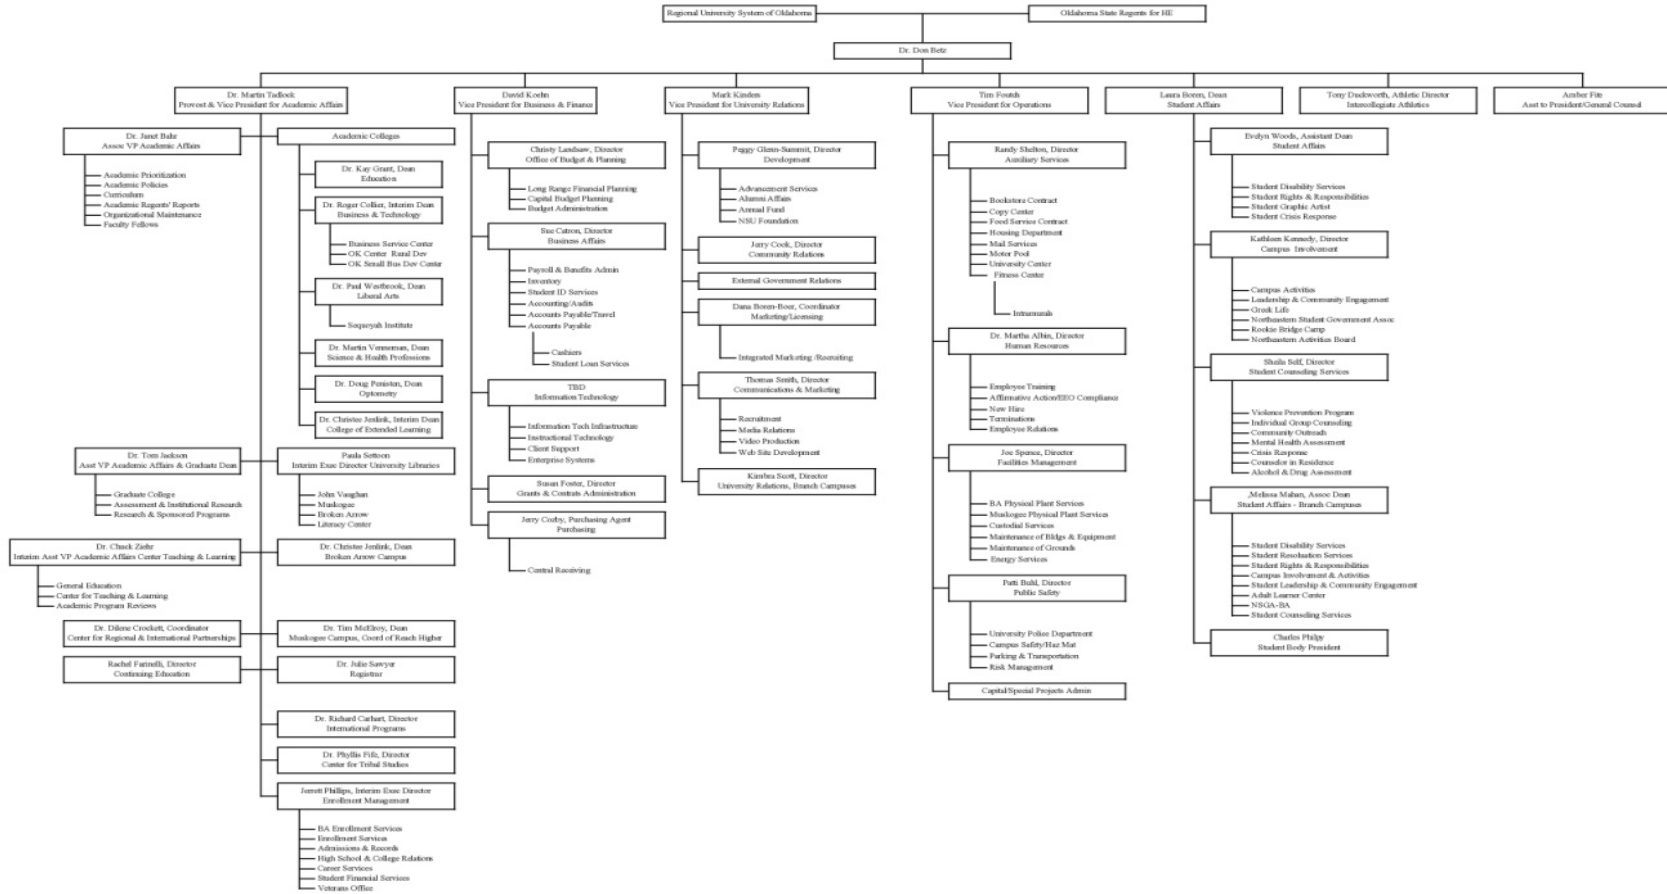 Regional University System of Oklahoma
Oklahoma State Regents for HE
Dr. Don Betz
Dr. Martin Tadlock
Provost & Vice President for Academic Affairs
Dr. Janet Bahr
Assoc VP Academic Affairs
Academic Prioritization
Academic Policies
Curriculum
Academic Regents' Reports
Organizational Maintenance
Faculty Fellows
Academic Colleges
Dr. Kay Grant, Dean
Education
Dr. Roger Collier, Interim Dean
Business & Technology
Business Service Center
OK Center Rural Dev
OK Small Bus Dev Center
Dr. Paul Westbrook, Dean
Liberal Arts
Sequoyah Institute
Dr. Martin Venneman, Dean
Science & Health Professions
Dr. Doug Penisten, Dean
Optometry
Dr. Christee Jenlink, Interim Dean
College of Extended Learning
Dr. Tom Jackson
Asst VP Academic Affairs & Graduate Dean
Graduate College
Assessment & Institutional Research
Research & Sponsored Programs
Paula Settoon
Interim Exec Director University Libraries
John Vaughan
Muskogee
Broken Arrow
Literacy Center
Dr. Chuck Ziehr
Interim Asst VP Academic Affairs Center Teaching & Learning
General Education
Center for Teaching & Learning
Academic Program Reviews
Dr. Christee Jenlink, Dean
Broken Arrow Campus
Dr. Dilene Crockett, Coordinator
Center for Regional & International Partnerships
Dr. Tim McElroy, Dean
Muskogee Campus, Coord of Reach Higher
Rachel Farinelli, Director
Continuing Education
Dr. Julie Sawyer
Registrar
Dr. Richard Carhart, Director
International Programs
Dr. Phyllis Fife, Director
Center for Tribal Studies
Jerrett Phillips, Interim Exec Director
Enrollment Management
BA Enrollment Services
Enrollment Services
Admissions & Records
High School & College Relations
Career Services
Student Financial Services
Veterans Office
David Koehn
Vice President for Business & Finance
Christy Landsaw, Director
Office of Budget & Planning
Long Range Financial Planning
Capital Budget Planning
Budget Administration
Sue Catron, Director
Business Affairs
Payroll & Benefits Admin
Inventory
Student ID Services
Accounting/Audits
Accounts Payable/Travel
Accounts Payable
Cashiers
Student Loan Services
TBD
Information Technology
Information Tech Infrastructure
Instructional Technology
Client Support
Enterprise Systems
Susan Foster, Director
Grants & Contrats Administration
Jerry Cozby, Purchasing Agent
Purchasing
Central Receiving
Mark Kinders
Vice President for University Relations
Peggy Glenn-Summit, Director
Development
Advancement Services
Alumni Affairs
Annual Fund
NSU Foundation
Jerry Cook, Director
Community Relations
External Government Relations
Dana Boren-Boer, Coordinator
Marketing/Licensing
Integrated Marketing /Recruiting
Thomas Smith, Director
Communications & Marketing
Recruitment
Media Relations
Video Production
Web Site Development
Kimbra Scott, Director
University Relations, Branch Campuses
Tim Foutch
Vice President for Operations
Randy Shelton, Director
Auxiliary Services
Bookstore Contract
Copy Center
Food Service Contract
Housing Department
Mail Services
Motor Pool
University Center
Fitness Center
Intramurals
Dr. Martha Albin, Director
Human Resources
Employee Training
Affirmative Action/EEO Compliance
New Hire
Terminations
Employee Relations
Joe Spence, Director
Facilities Management
BA Physical Plant Services
Muskogee Physical Plant Services
Custodial Services
Maintenance of Bldgs & Equipment
Maintenance of Grounds
Energy Services
Patti Buhl, Director
Public Safety
University Police Department
Campus Safety/Haz Mat
Parking & Transportation
Risk Management
Capital/Special Projects Admin
Laura Boren, Dean
Student Affairs
Evelyn Woods, Assistant Dean
Student Affairs
Student Disability Services
Student Rights & Responsibilities
Student Graphic Artist
Student Crisis Response
Kathleen Kennedy, Director
Campus Involvement
Campus Activities
Leadership & Community Engagement
Greek Life
Northeastern Student Government Assoc
Rookie Bridge Camp
Northeastern Activities Board
Sheila Self, Director
Student Counseling Services
Violence Prevention Program
Individual Group Counseling
Community Outreach
Mental Health Assessment
Crisis Response
Counselor in Residence
Alcohol & Drug Assessment
,Melissa Mahan, Assoc Dean
Student Affairs - Branch Campuses
Student Disability Services
Student Resoluation Services
Student Rights & Responsibilities
Campus Involvement & Activities
Student Leadership & Community Engagement
Adult Learner Center
NSGA-BA
Student Counseling Services
Charles Philpy
Student Body President
Tony Duckworth, Athletic Director
Intercollegiate Athletics
Amber Fite
Asst to President/General Counsel